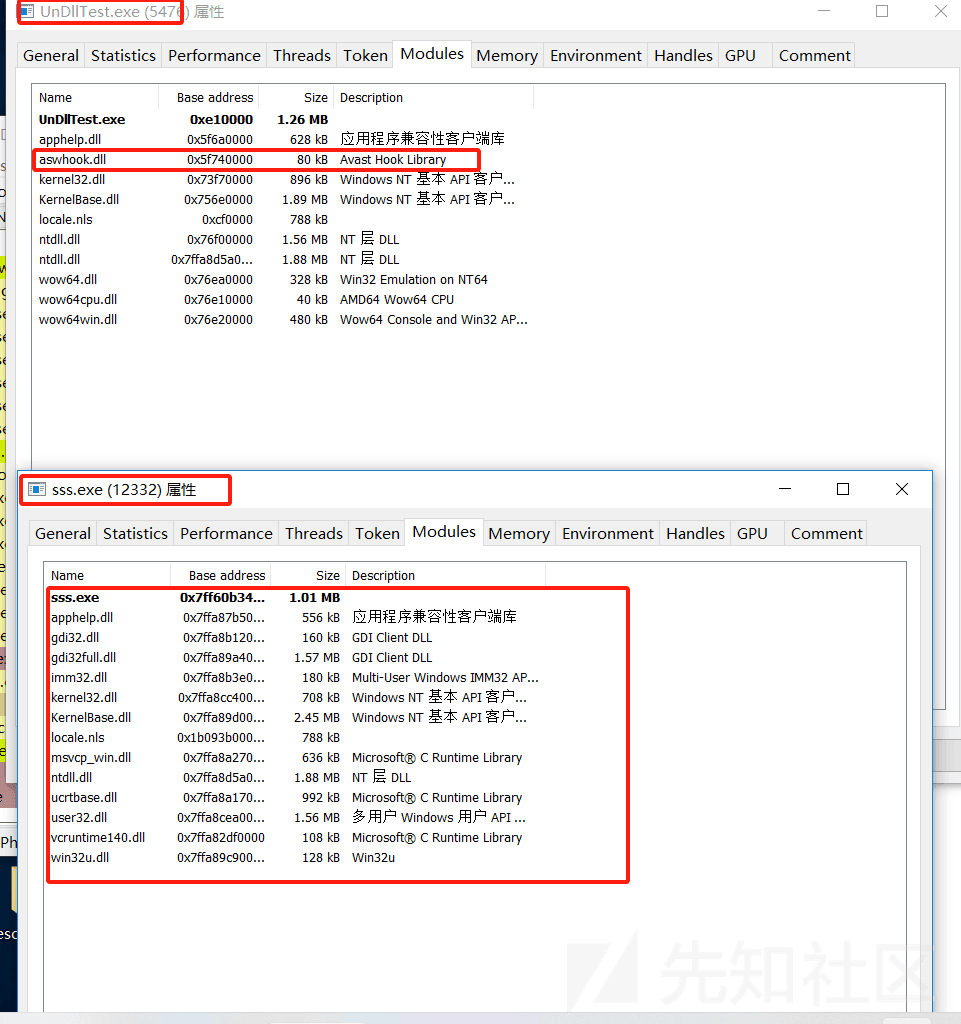 UnDllTest.exe (5476) 属性
General Statistics Performance Threads Token Modules Memory Environment Handles GPU Comment
Name Base address Size Description
UnDllTest.exe 0xe10000 1.26 MB
apphelp.dll 0x5f6a0000 628 kB 应用程序兼容性客户端库
aswhook.dll 0x5f740000 80 kB Avast Hook Library
kernel32.dll 0x73f70000 896 kB Windows NT 基本 API 客户...
KernelBase.dll 0x756e0000 1.89 MB Windows NT 基本 API 客户...
locale.nls 0xcf0000 788 kB
ntdll.dll 0x76f00000 1.56 MB NT 层 DLL
ntdll.dll 0x7ffa8d5a0... 1.88 MB NT 层 DLL
wow64.dll 0x76ea0000 328 kB Win32 Emulation on NT64
wow64cpu.dll 0x76e10000 40 kB AMD64 Wow64 CPU
wow64win.dll 0x76e20000 480 kB Wow64 Console and Win32 AP...
sss.exe (12332) 属性
General Statistics Performance Threads Token Modules Memory Environment Handles GPU Comment
Name Base address Size Description
sss.exe 0x7ff60b34... 1.01 MB
apphelp.dll 0x7ffa87b50... 556 kB 应用程序兼容性客户端库
gdi32.dll 0x7ffa8b120... 160 kB GDI Client DLL
gdi32full.dll 0x7ffa89a40... 1.57 MB GDI Client DLL
imm32.dll 0x7ffa8b3e0... 180 kB Multi-User Windows IMM32 AP...
kernel32.dll 0x7ffa8cc400... 708 kB Windows NT 基本 API 客户...
KernelBase.dll 0x7ffa89d00... 2.45 MB Windows NT 基本 API 客户...
locale.nls 0x1b093b000... 788 kB
msvcp_win.dll 0x7ffa8a270... 636 kB Microsoft® C Runtime Library
ntdll.dll 0x7ffa8d5a0... 1.88 MB NT 层 DLL
ucrtbase.dll 0x7ffa8a170... 992 kB Microsoft® C Runtime Library
user32.dll 0x7ffa8cea00... 1.56 MB 多用户 Windows 用户 API ...
vcruntime140.dll 0x7ffa82df0000 108 kB Microsoft® C Runtime Library
win32u.dll 0x7ffa89c900... 128 kB Win32u
先知社区